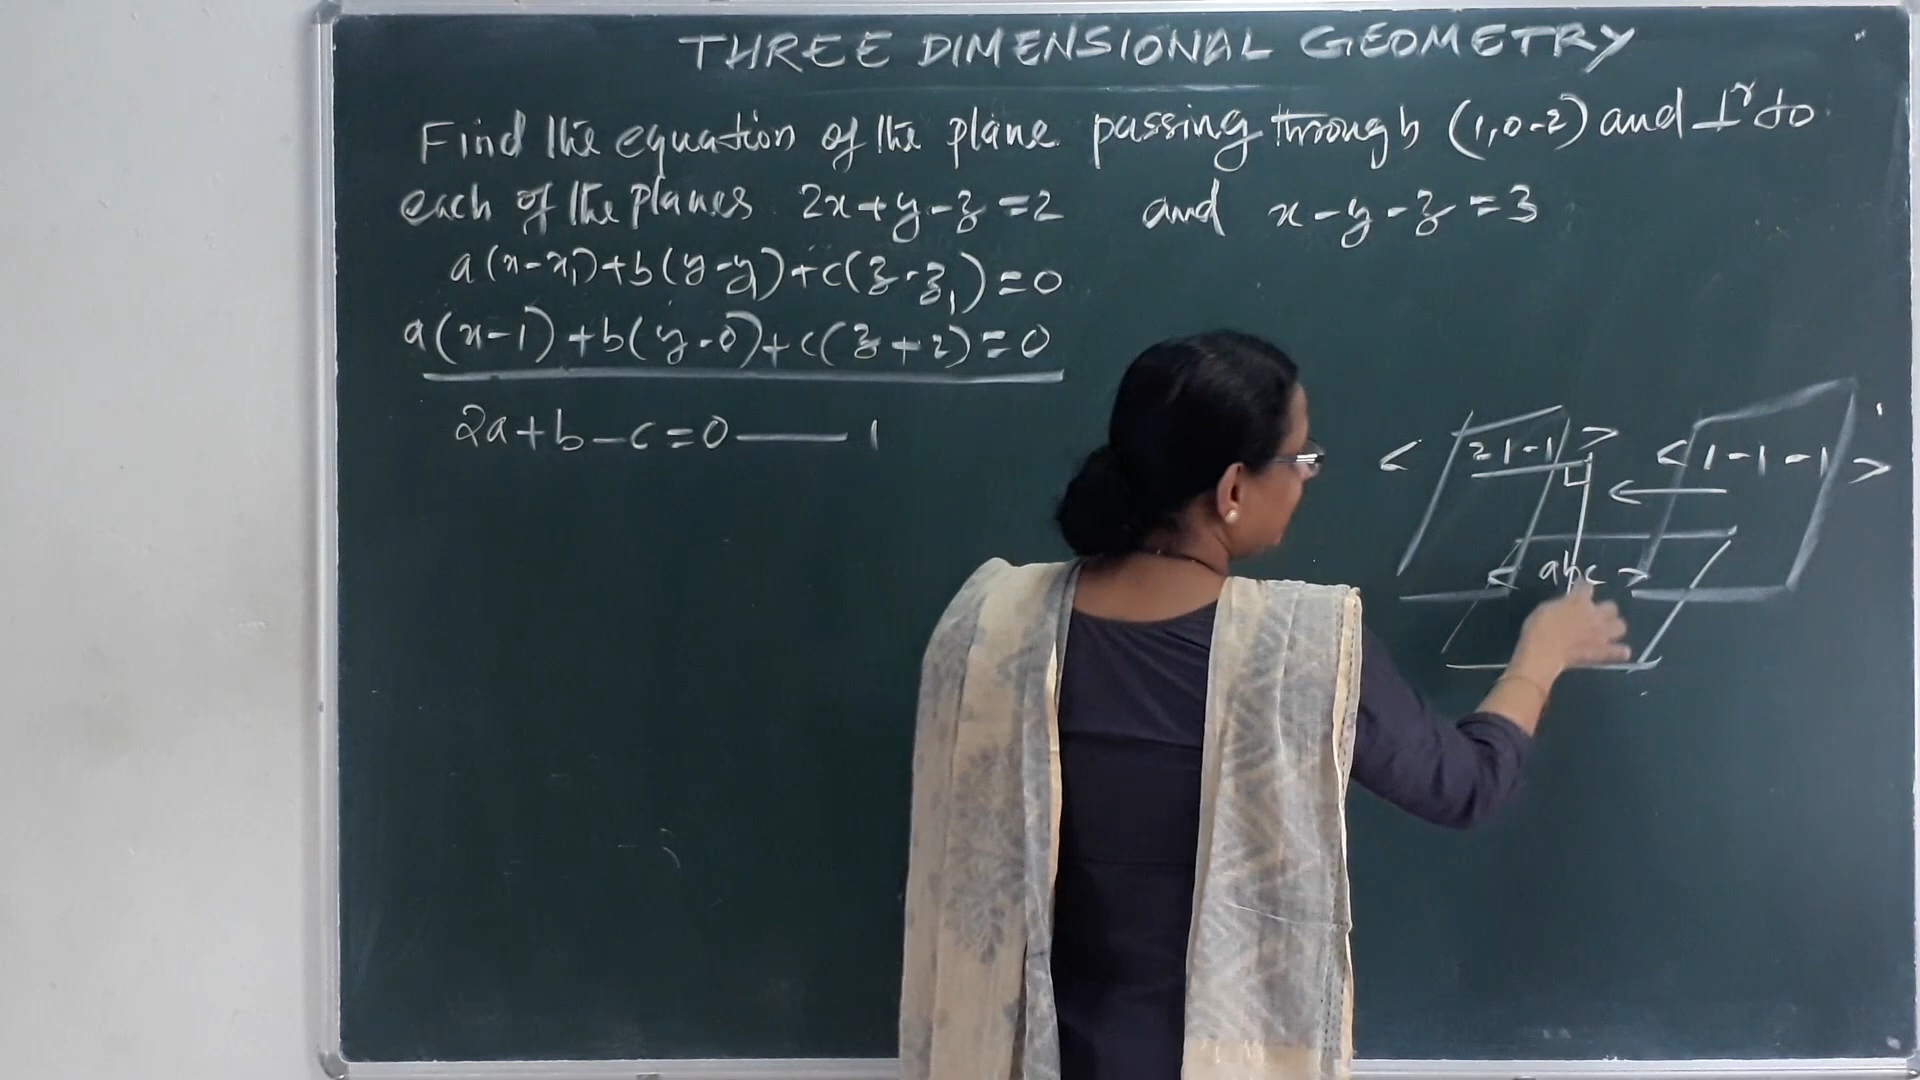 THREE DIMENSIONAL GEOMETRY
Find the equation of the plane passing through (1,0-2) and ⊥r to
each of the planes 2x+y-z=2 and x-y-z=3
a(x-x1)+b(y-y1)+c(z-z1)=0
a(x-1)+b(y-0)+c(z+2)=0
2a+b-c=0 —— 1
< 2 1 -1 > < 1 -1 -1 >
< abc >